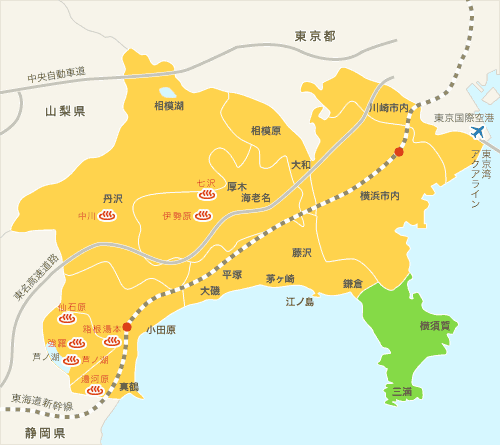 東京都
中央自動車道
山梨県
相模湖
川崎市内
東京国際空港
相模原
東京湾
アクアライン
大和
七沢
厚木
海老名
横浜市内
丹沢
中川
伊勢原
藤沢
東名高速道路
平塚
茅ヶ崎
鎌倉
大磯
江ノ島
仙石原
箱根湯本
小田原
横須賀
強羅
芦ノ湖
芦ノ湖
湯河原
真鶴
三浦
東海道新幹線
静岡県